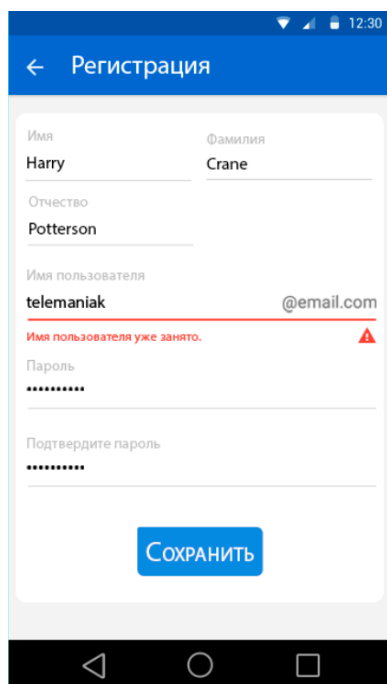 12:30
Регистрация
Имя
Фамилия
Harry
Crane
Отчество
Potterson
Имя пользователя
telemaniak @email.com
Имя пользователя уже занято.
Пароль
••••••••••
Подтвердите пароль
••••••••••
Сохранить